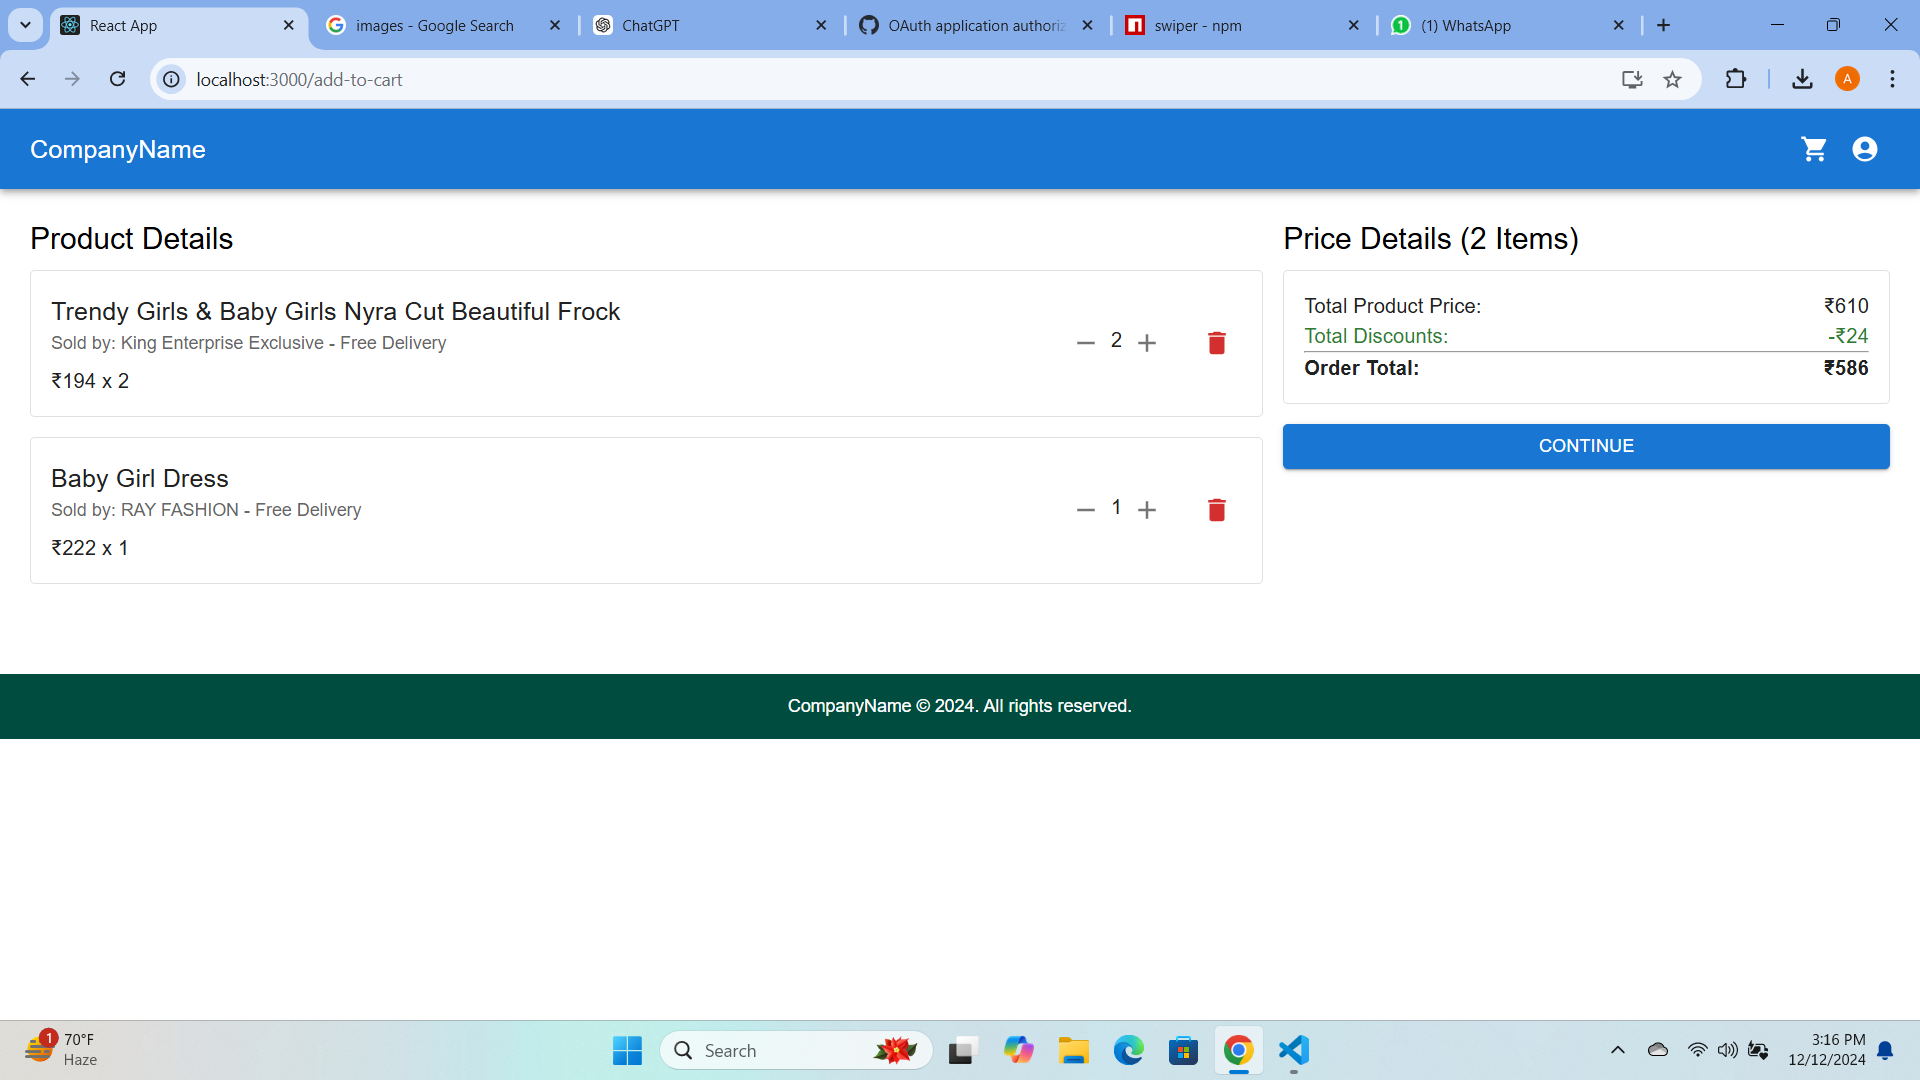 React App
images - Google Search
ChatGPT
OAuth application authoriz
swiper - npm
1
(1) WhatsApp
localhost:3000/add-to-cart
A
CompanyName
Product Details
Trendy Girls & Baby Girls Nyra Cut Beautiful Frock
Sold by: King Enterprise Exclusive - Free Delivery
₹194 x 2
2
Baby Girl Dress
Sold by: RAY FASHION - Free Delivery
₹222 x 1
1
Price Details (2 Items)
Total Product Price: ₹610
Total Discounts: -₹24
Order Total: ₹586
CONTINUE
CompanyName © 2024. All rights reserved.
1
70°F
Haze
Search
3:16 PM
12/12/2024